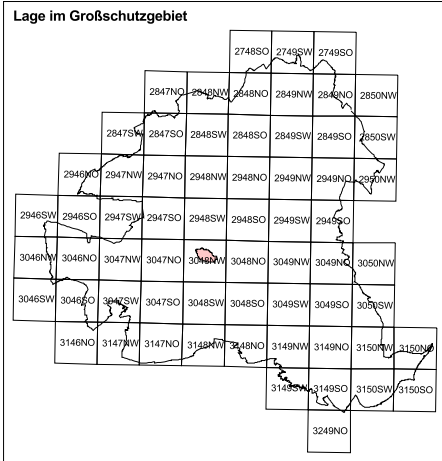 Lage im Großschutzgebiet
2748SO 2749SW 2749SO
2847NO 2848NW 2848NO 2849NW 2849NO 2850NW
2847SW 2847SO 2848SW 2848SO 2849SW 2849SO 2850SW
2946NO 2947NW 2947NO 2948NW 2948NO 2949NW 2949NO 2950NW
2946SW 2946SO 2947SW 2947SO 2948SW 2948SO 2949SW 2949SO
3046NW 3046NO 3047NW 3047NO 3048NW 3048NO 3049NW 3049NO 3050NW
3046SW 3046SO 3047SW 3047SO 3048SW 3048SO 3049SW 3049SO 3050SW
3146NO 3147NW 3147NO 3148NW 3148NO 3149NW 3149NO 3150NW 3150NO
3149SW 3149SO 3150SW 3150SO
3249NO